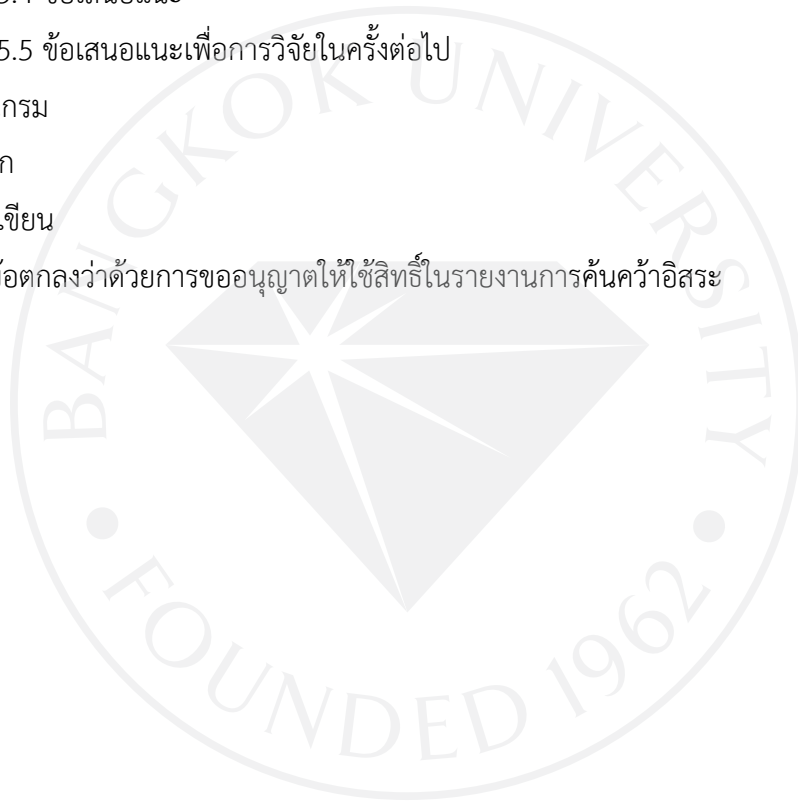 5.5 ข้อเสนอแนะเพื่อการวิจัยในครั้งต่อไป
กรม
ก
เขียน
ข้อตกลงว่าด้วยการขออนุญาตให้ใช้สิทธิ์ในรายงานการค้นคว้าอิสระ
BANGKOK UNIVERSITY
FOUNDED 1962